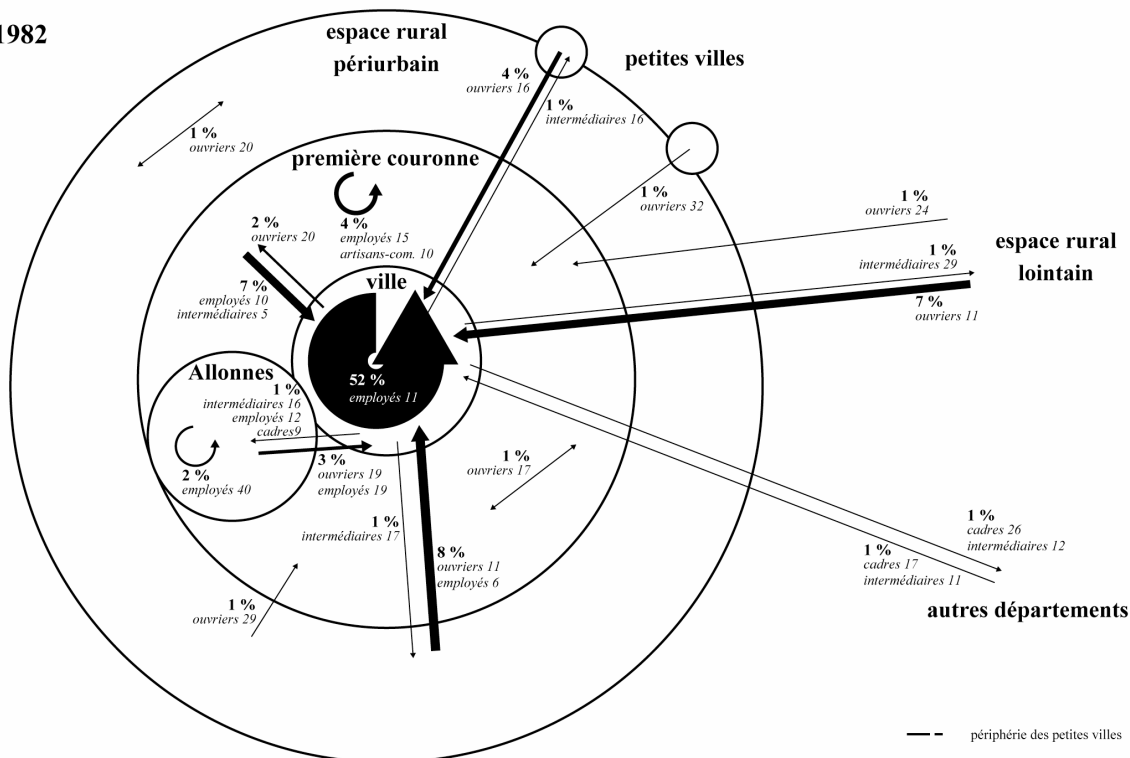 1982
espace rural
périurbain
petites villes
4 %
ouvriers 16
1 %
intermédiaires 16
1 %
ouvriers 20
première couronne
1 %
ouvriers 32
2 %
ouvriers 20
4 %
employés 15
artisans-com. 10
1 %
ouvriers 24
espace rural
lointain
1 %
intermédiaires 29
7 %
ouvriers 11
7 %
employés 10
intermédiaires 5
ville
52 %
employés 11
Allonnes
1 %
intermédiaires 16
employés 12
cadres9
2 %
employés 40
3 %
ouvriers 19
employés 19
1 %
ouvriers 17
1 %
intermédiaires 17
8 %
ouvriers 11
employés 6
1 %
cadres 26
intermédiaires 12
1 %
cadres 17
intermédiaires 11
1 %
ouvriers 29
autres départements
périphérie des petites villes